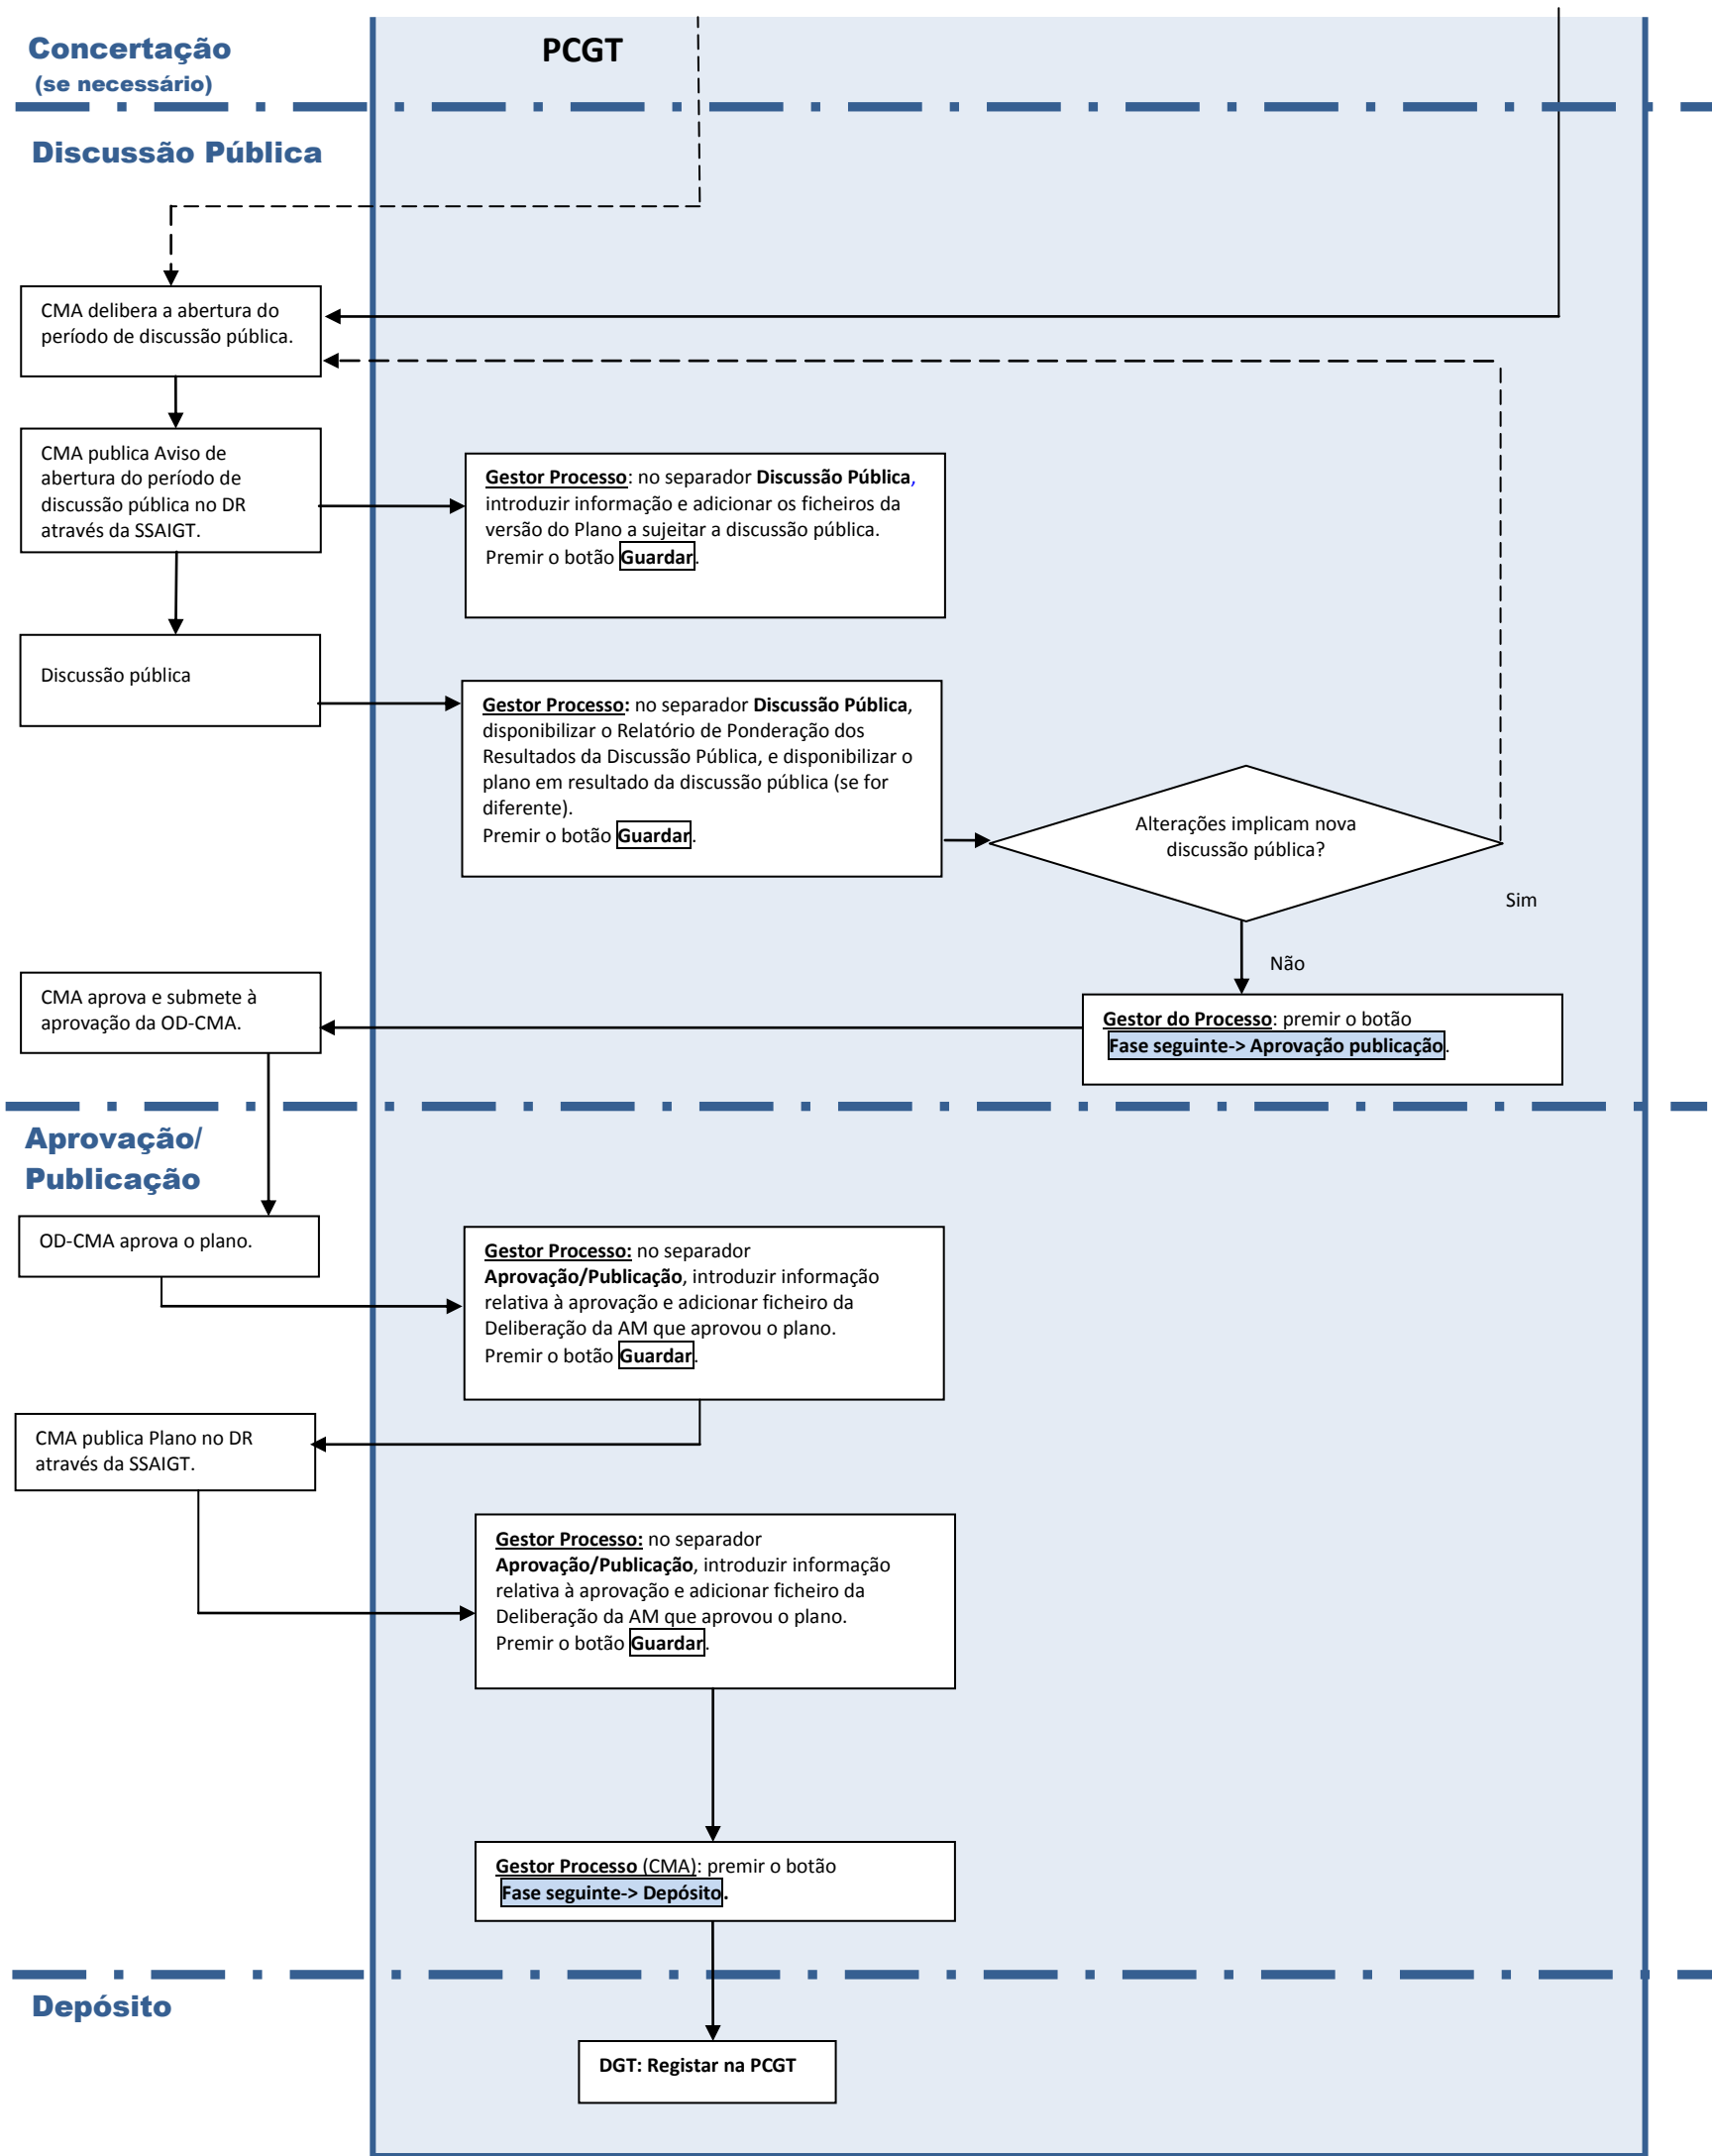 Concertação
(se necessário)
PCGT
Discussão Pública
CMA delibera a abertura do
período de discussão pública.
CMA publica Aviso de
abertura do período de
discussão pública no DR
através da SSAIGT.
Gestor Processo: no separador Discussão Pública,
introduzir informação e adicionar os ficheiros da
versão do Plano a sujeitar a discussão pública.
Premir o botão Guardar.
Discussão pública
Gestor Processo: no separador Discussão Pública,
disponibilizar o Relatório de Ponderação dos
Resultados da Discussão Pública, e disponibilizar o
plano em resultado da discussão pública (se for
diferente).
Premir o botão Guardar.
Alterações implicam nova
discussão pública?
Sim
Não
CMA aprova e submete à
aprovação da OD-CMA.
Gestor do Processo: premir o botão
Fase seguinte-> Aprovação publicação.
Aprovação/
Publicação
OD-CMA aprova o plano.
Gestor Processo: no separador
Aprovação/Publicação, introduzir informação
relativa à aprovação e adicionar ficheiro da
Deliberação da AM que aprovou o plano.
Premir o botão Guardar.
CMA publica Plano no DR
através da SSAIGT.
Gestor Processo: no separador
Aprovação/Publicação, introduzir informação
relativa à aprovação e adicionar ficheiro da
Deliberação da AM que aprovou o plano.
Premir o botão Guardar.
Gestor Processo (CMA): premir o botão
Fase seguinte-> Depósito.
Depósito
DGT: Registar na PCGT